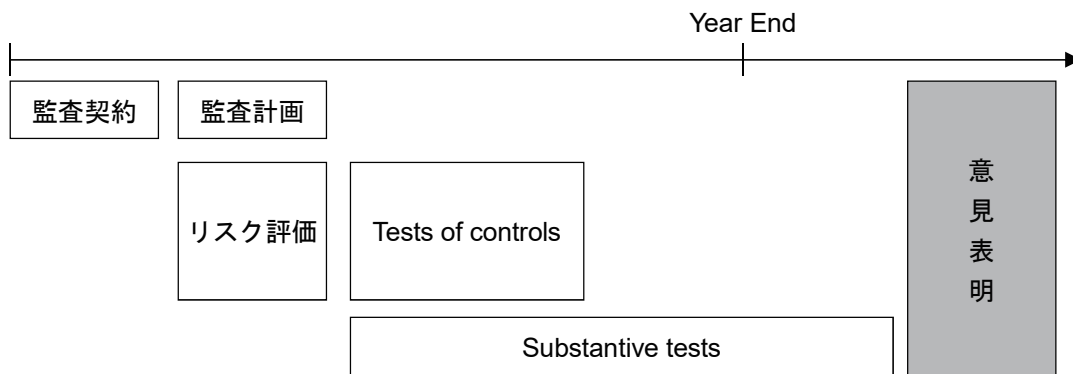 Year End
監査契約
監査計画
リスク評価
Tests of controls
Substantive tests
意
見
表
明